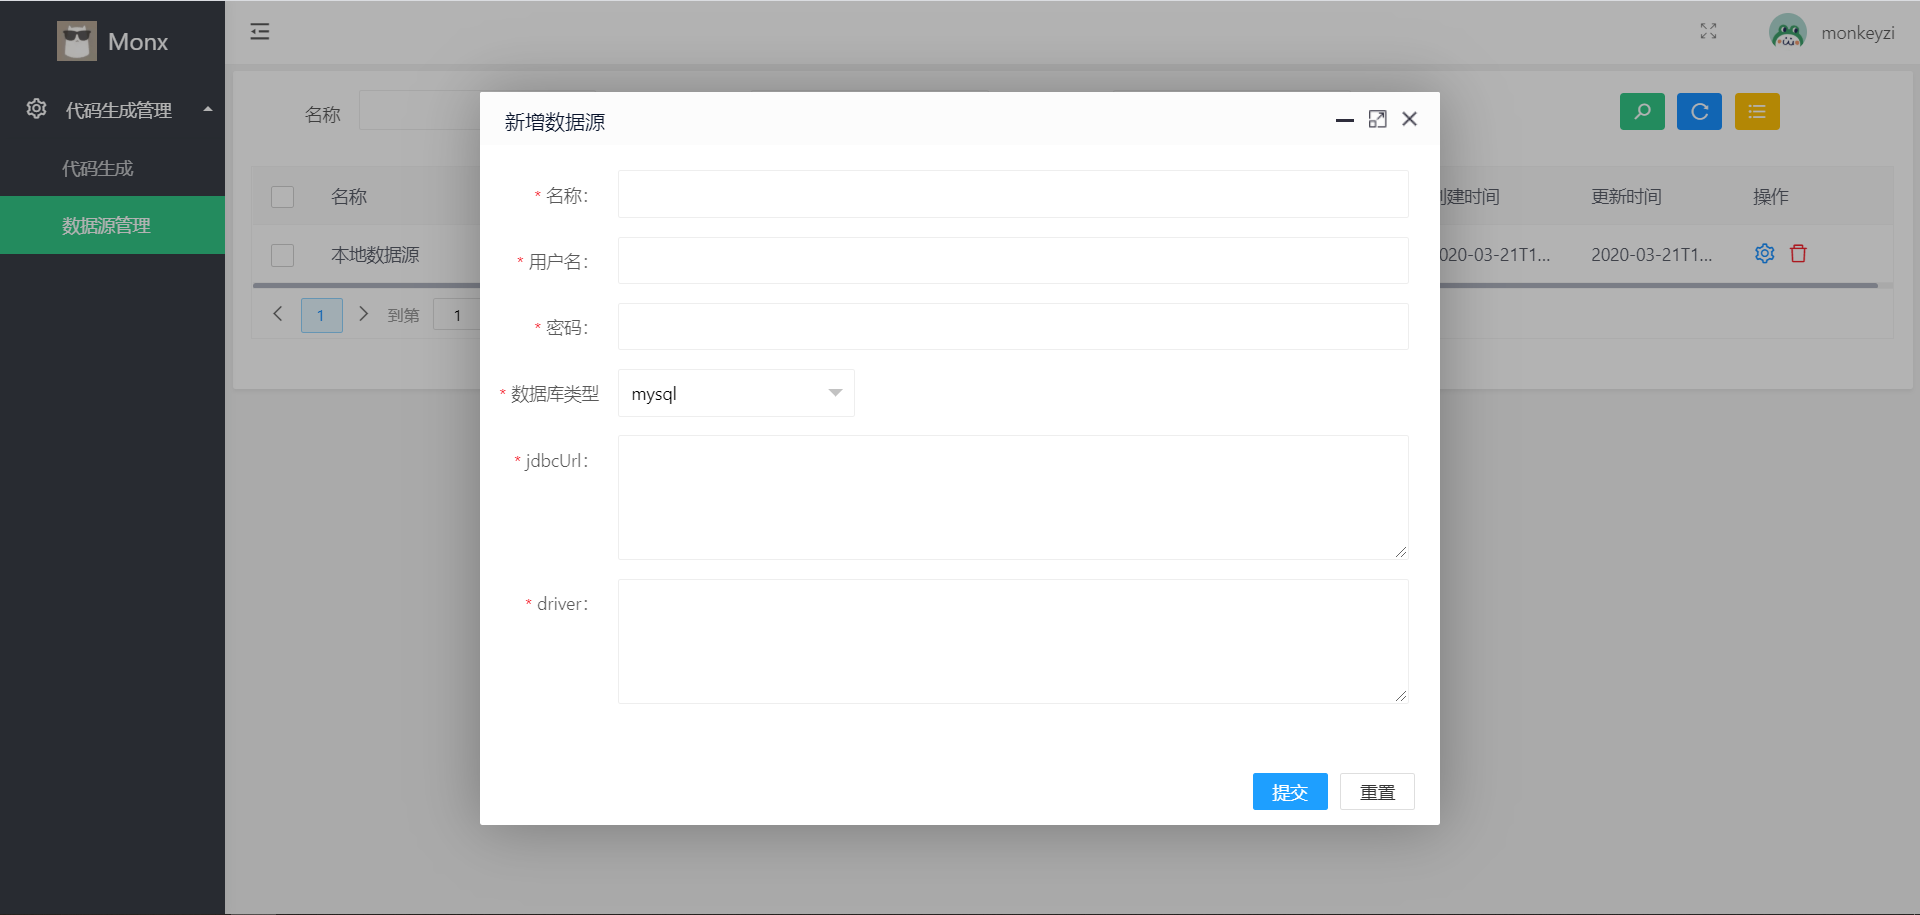 Monx
monkeyzi
代码生成管理
代码生成
数据源管理
名称
名称
创建时间
更新时间
操作
本地数据源
020-03-21T1...
2020-03-21T1...
1
到第
1
新增数据源
* 名称:
* 用户名:
* 密码:
* 数据库类型
mysql
* jdbcUrl:
* driver:
提交
重置